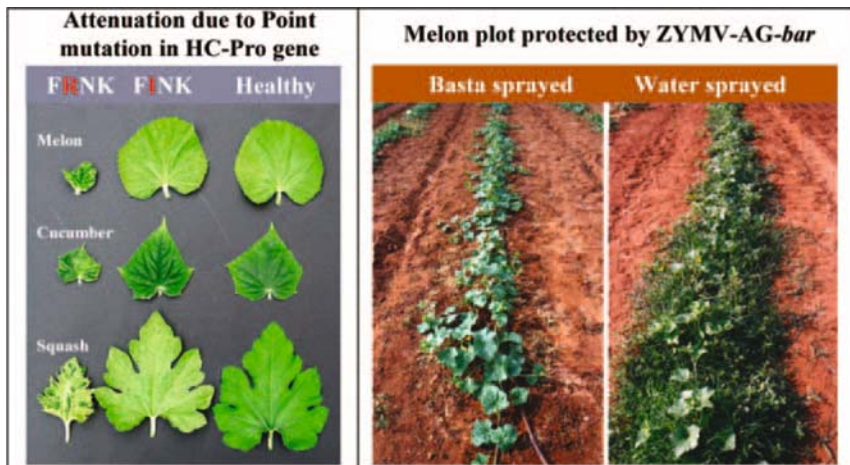 Attenuation due to Point
mutation in HC-Pro gene
FRNK FINK Healthy
Melon
Cucumber
Squash
Melon plot protected by ZYMV-AG-bar
Basta sprayed
Water sprayed